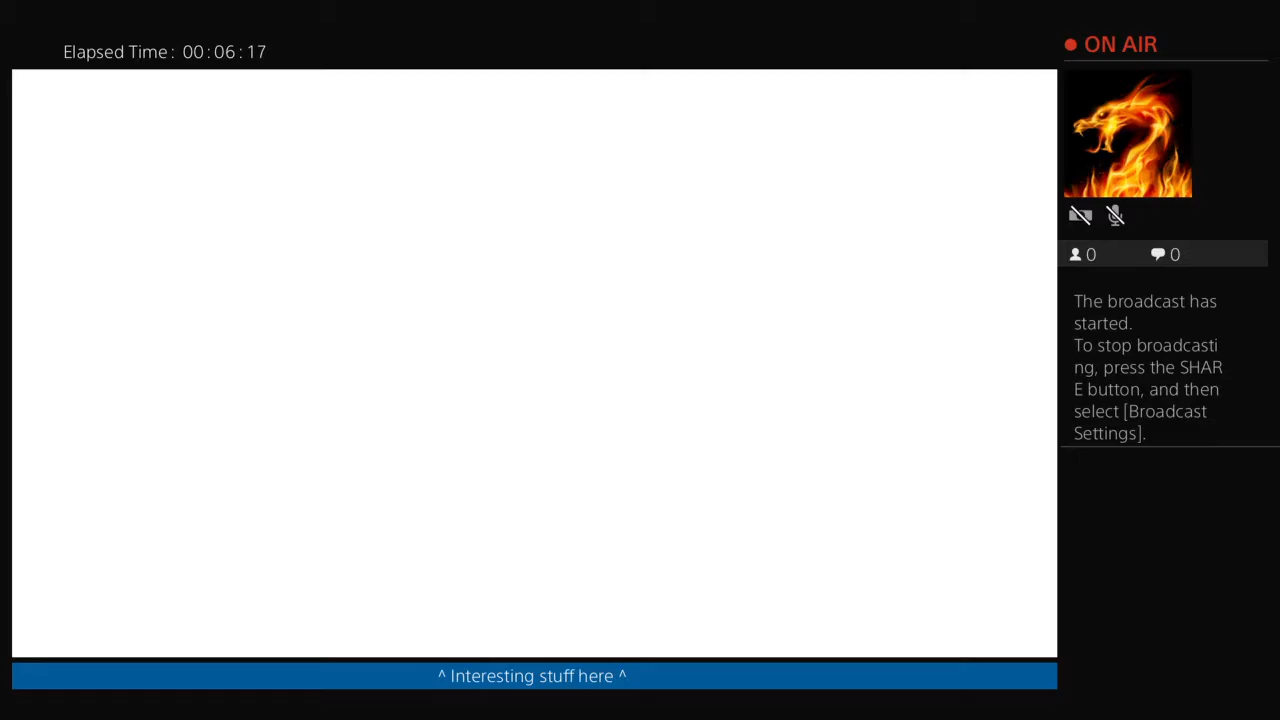 Elapsed Time: 00:06:17
ON AIR
0 0
The broadcast has
started.
To stop broadcasti
ng, press the SHAR
E button, and then
select [Broadcast
Settings].
^ Interesting stuff here ^